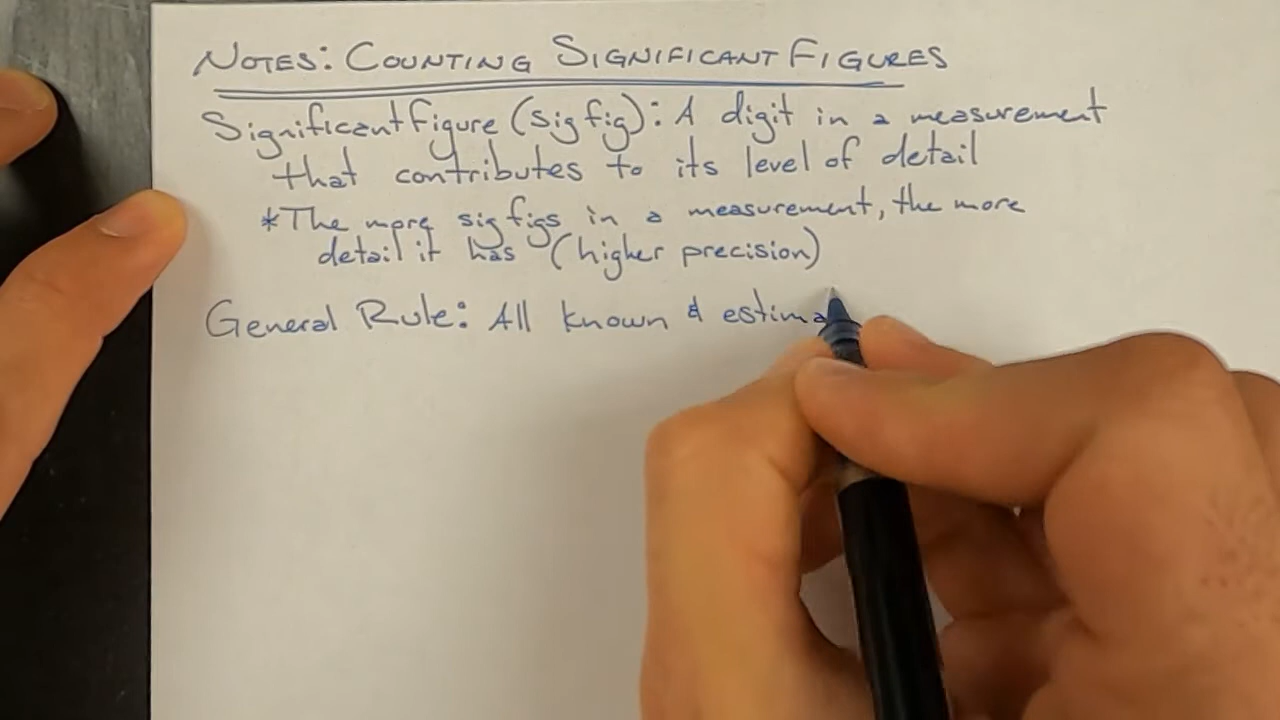 NOTES: COUNTING SIGNIFICANT FIGURES
Significant Figure (sig fig): A digit in a measurement
that contributes to its level of detail
*The more sig figs in a measurement, the more
detail it has (higher precision)
General Rule: All known & estima